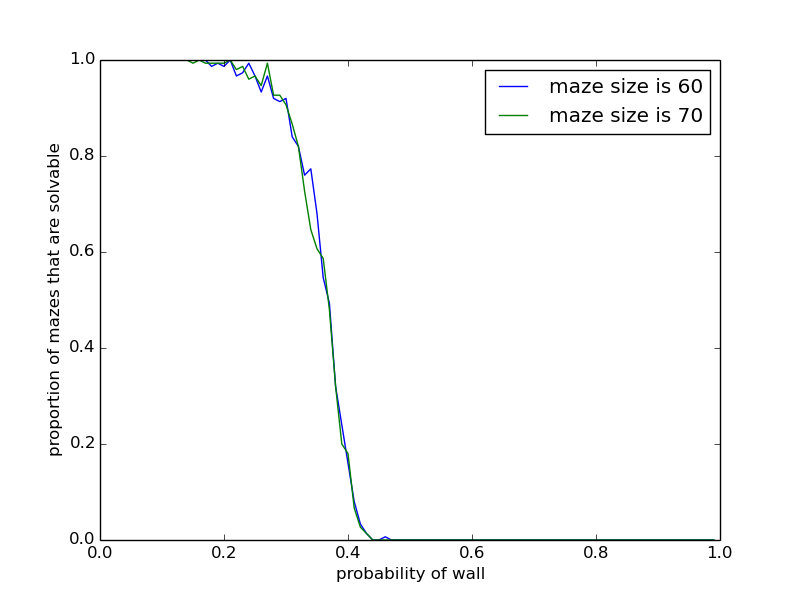 1.0
maze size is 60
maze size is 70
0.8
0.6
0.4
0.2
0.0
proportion of mazes that are solvable
0.0 0.2 0.4 0.6 0.8 1.0
probability of wall